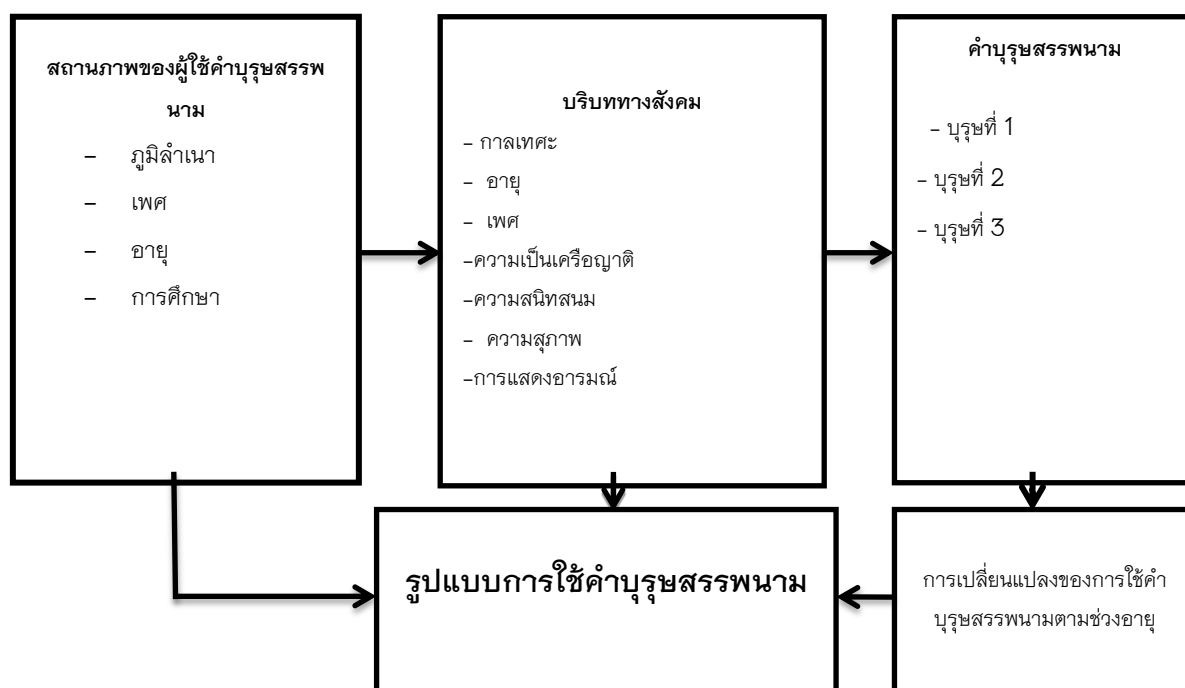 สถานภาพของผู้ใช้คำบุรุษสรรพ
นาม
– ภูมิลำเนา
– เพศ
– อายุ
– การศึกษา
บริบททางสังคม
– กาลเทศะ
– อายุ
– เพศ
–ความเป็นเครือญาติ
–ความสนิทสนม
– ความสุภาพ
–การแสดงอารมณ์
คำบุรุษสรรพนาม
– บุรุษที่ 1
– บุรุษที่ 2
– บุรุษที่ 3
รูปแบบการใช้คำบุรุษสรรพนาม
การเปลี่ยนแปลงของการใช้คำ
บุรุษสรรพนามตามช่วงอายุ